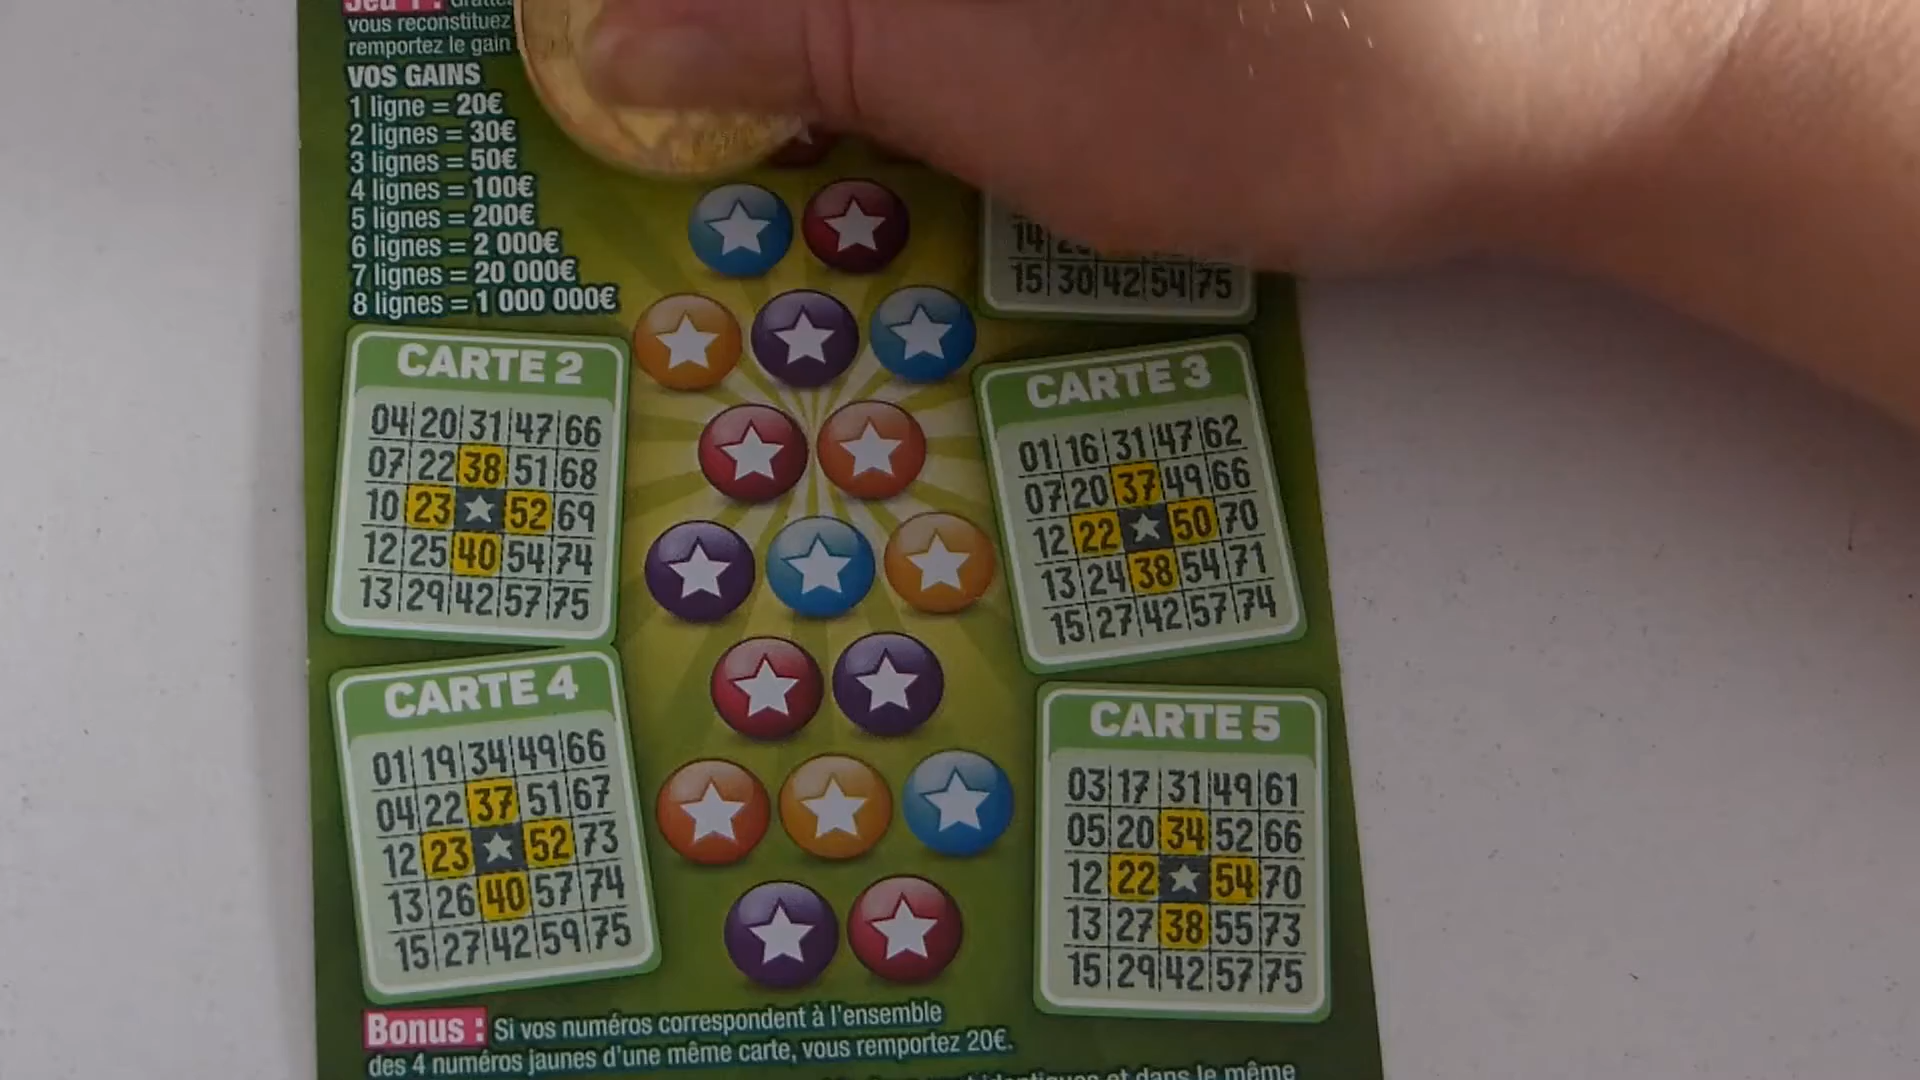 Jeu 1 :
vous reconstituez
remportez le gain
VOS GAINS
1 ligne = 20€
2 lignes = 30€
3 lignes = 50€
4 lignes = 100€
5 lignes = 200€
6 lignes = 2 000€
7 lignes = 20 000€
8 lignes = 1 000 000€
14
15 30 42 54 75
CARTE 2
04 20 31 47 66
07 22 38 51 68
10 23 52 69
12 25 40 54 74
13 29 42 57 75
CARTE 3
01 16 31 47 62
07 20 37 49 66
12 22 50 70
13 24 38 54 71
15 27 42 57 74
CARTE 4
01 19 34 49 66
04 22 37 51 67
12 23 52 73
13 26 40 57 74
15 27 42 59 75
CARTE 5
03 17 31 49 61
05 20 34 52 66
12 22 54 70
13 27 38 55 73
15 29 42 57 75
Bonus : Si vos numéros correspondent à l'ensemble
des 4 numéros jaunes d'une même carte, vous remportez 20€.
identiques et dans le même